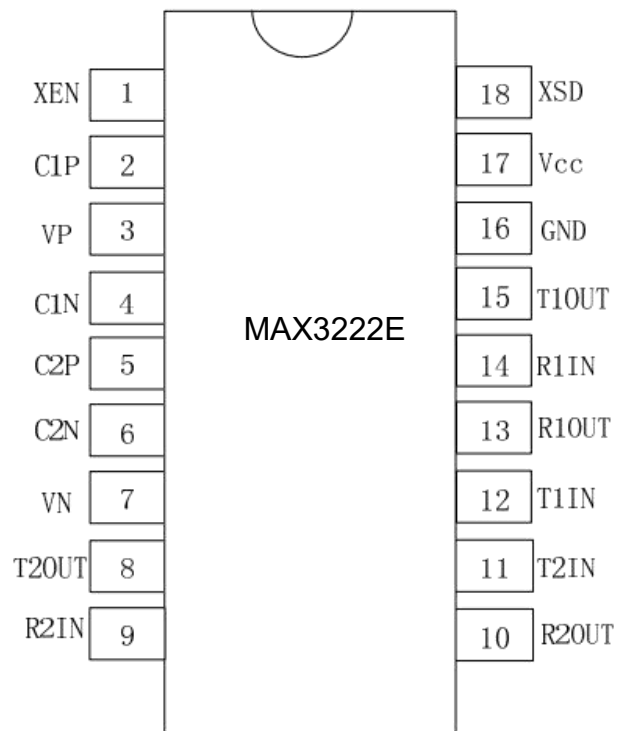 XEN 1 18 XSD
C1P 2 17 Vcc
VP 3 16 GND
C1N 4 15 T1OUT
MAX3222E
C2P 5 14 R1IN
C2N 6 13 R1OUT
VN 7 12 T1IN
T2OUT 8 11 T2IN
R2IN 9 10 R2OUT